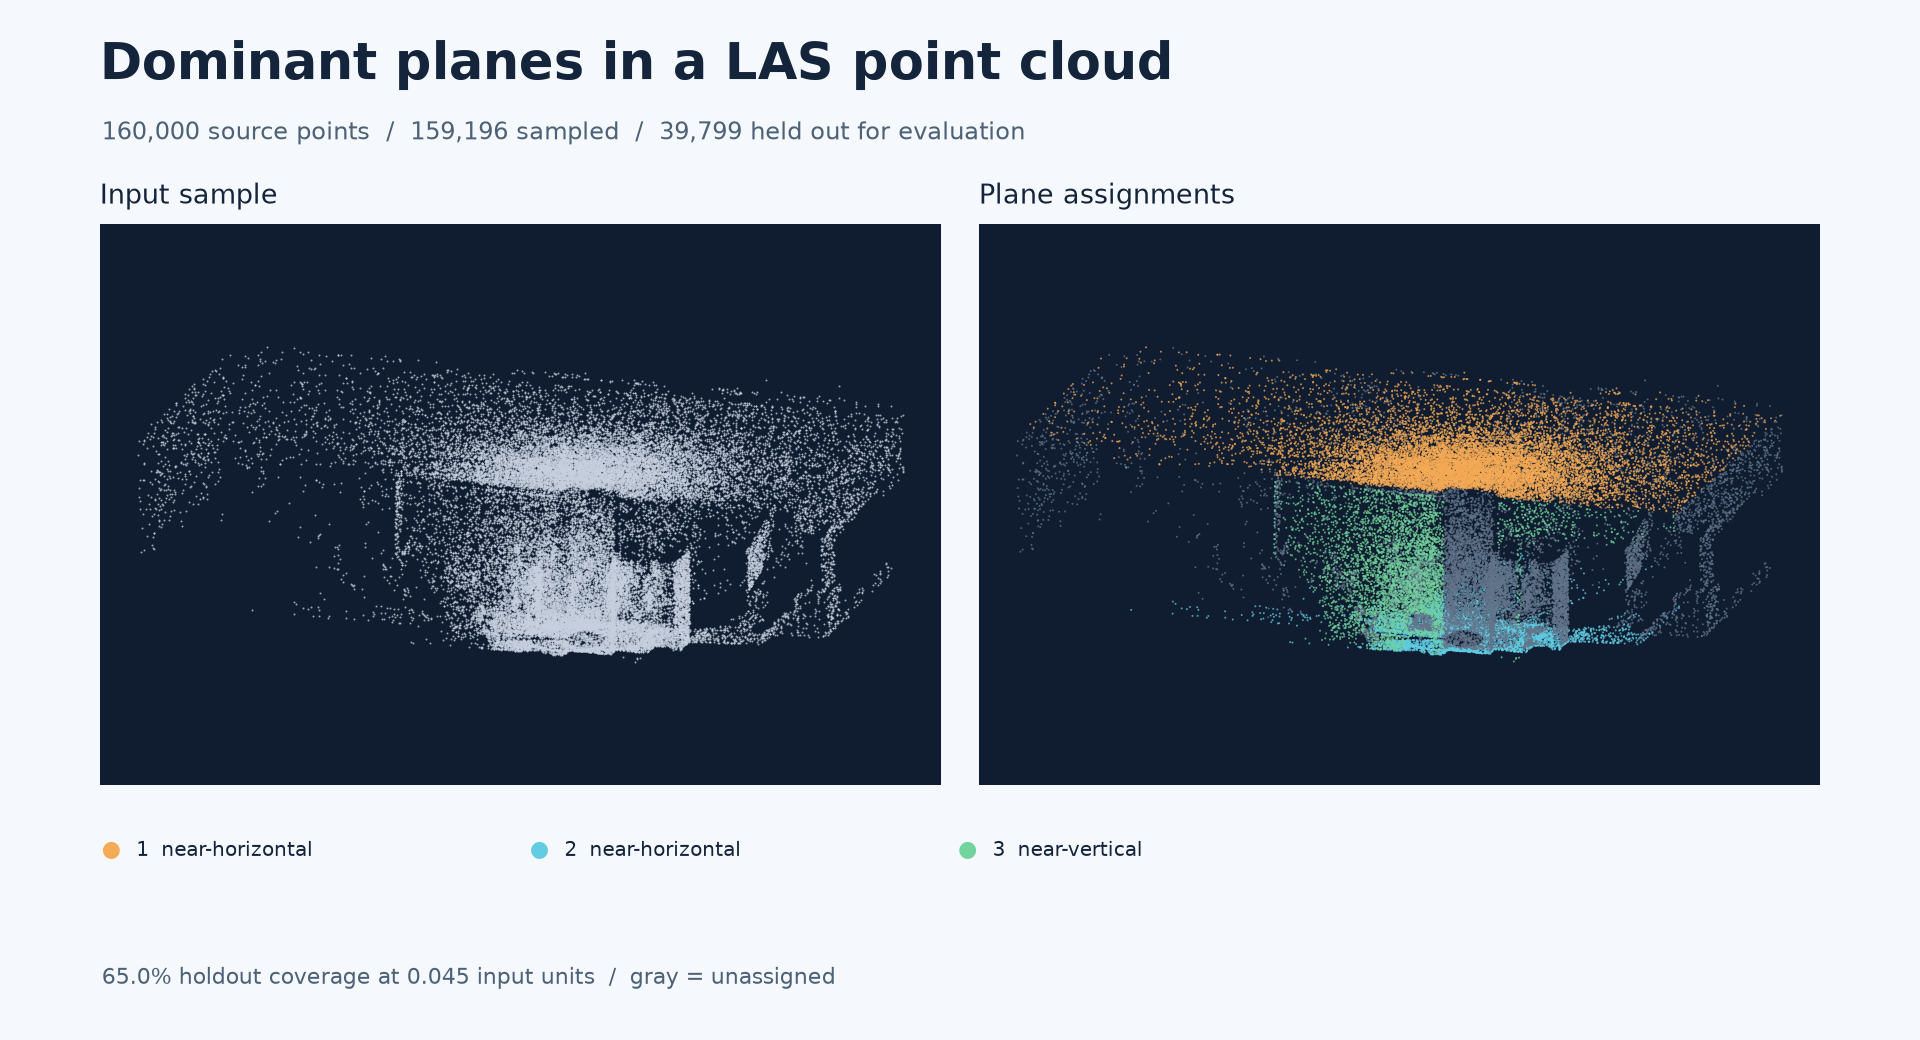 Dominant planes in a LAS point cloud
160,000 source points / 159,196 sampled / 39,799 held out for evaluation
Input sample
Plane assignments
1 near-horizontal
2 near-horizontal
3 near-vertical
65.0% holdout coverage at 0.045 input units / gray = unassigned